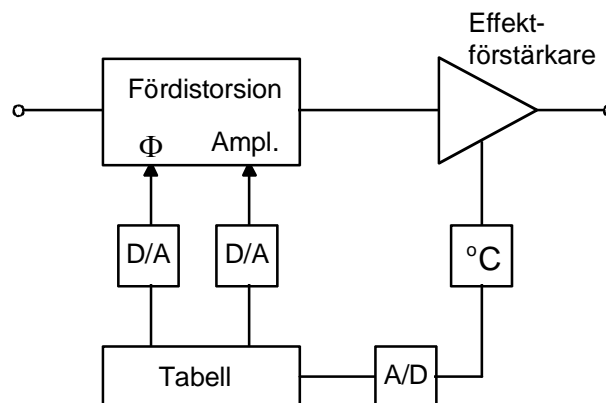 Effekt-
förstärkare
Fördistorsion
Φ Ampl.
D/A D/A °C
Tabell A/D